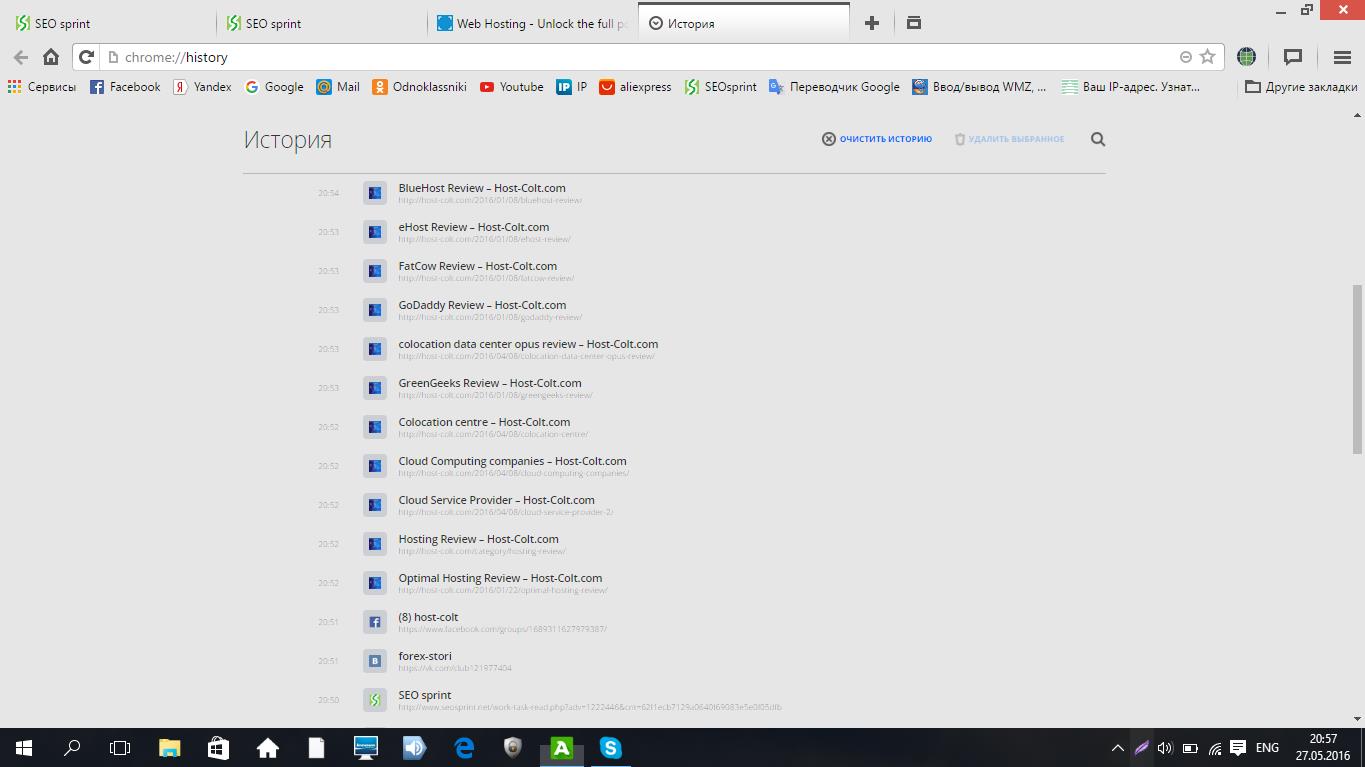 SEO sprint
SEO sprint
Web Hosting - Unlock the full po
История
chrome://history
Сервисы
Facebook
Yandex
Google
Mail
Odnoklassniki
Youtube
IP IP
aliexpress
SEOsprint
Переводчик Google
Ввод/вывод WMZ, ...
Ваш IP-адрес. Узнат...
Другие закладки
История
ОЧИСТИТЬ ИСТОРИЮ
УДАЛИТЬ ВЫБРАННОЕ
20:54
BlueHost Review – Host-Colt.com
http://host-colt.com/2016/01/08/bluehost-review/
20:53
eHost Review – Host-Colt.com
http://host-colt.com/2016/01/08/ehost-review/
20:53
FatCow Review – Host-Colt.com
http://host-colt.com/2016/01/08/fatcow-review/
20:53
GoDaddy Review – Host-Colt.com
http://host-colt.com/2016/01/08/godaddy-review/
20:53
colocation data center opus review – Host-Colt.com
http://host-colt.com/2016/04/08/colocation-data-center-opus-review/
20:53
GreenGeeks Review – Host-Colt.com
http://host-colt.com/2016/01/08/greengeeks-review/
20:52
Colocation centre – Host-Colt.com
http://host-colt.com/2016/04/08/colocation-centre/
20:52
Cloud Computing companies – Host-Colt.com
http://host-colt.com/2016/04/08/cloud-computing-companies/
20:52
Cloud Service Provider – Host-Colt.com
http://host-colt.com/2016/04/08/cloud-service-provider-2/
20:52
Hosting Review – Host-Colt.com
http://host-colt.com/category/hosting-review/
20:52
Optimal Hosting Review – Host-Colt.com
http://host-colt.com/2016/01/22/optimal-hosting-review/
20:51
(8) host-colt
https://www.facebook.com/groups/1689311627979387/
20:51
forex-stori
https://vk.com/club121977404
20:50
SEO sprint
ENG
20:57
27.05.2016